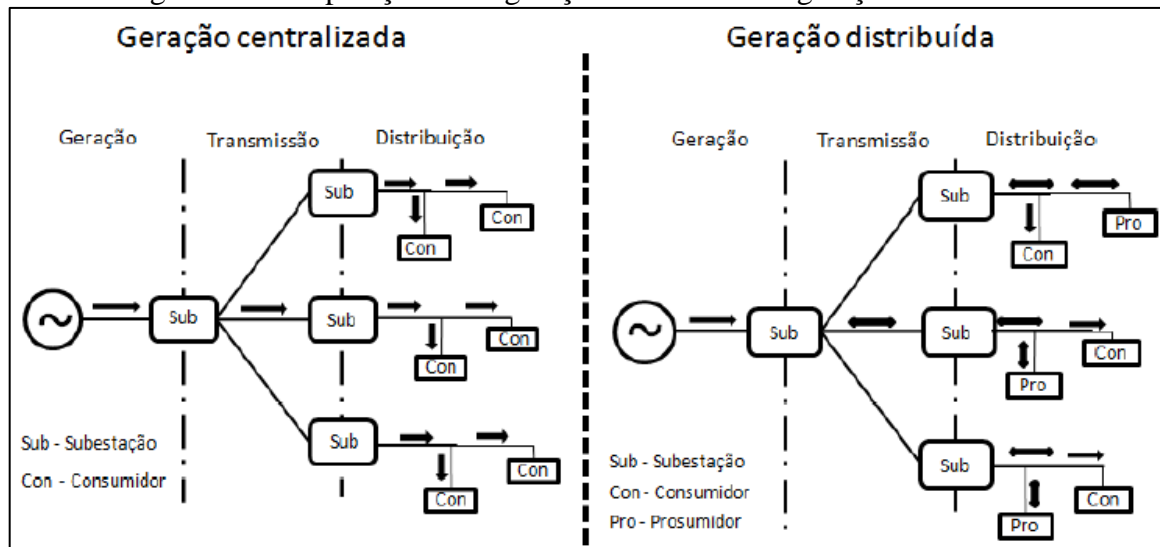 Geração centralizada
Geração Transmissão Distribuição
Sub
Con
Con
Sub
Sub
Con
Con
Sub
Con
Con
Sub - Subestação
Con - Consumidor
Geração distribuída
Geração Transmissão Distribuição
Sub
Pro
Con
Sub
Sub
Con
Pro
Sub
Con
Pro
Sub - Subestação
Con - Consumidor
Pro - Prosumidor